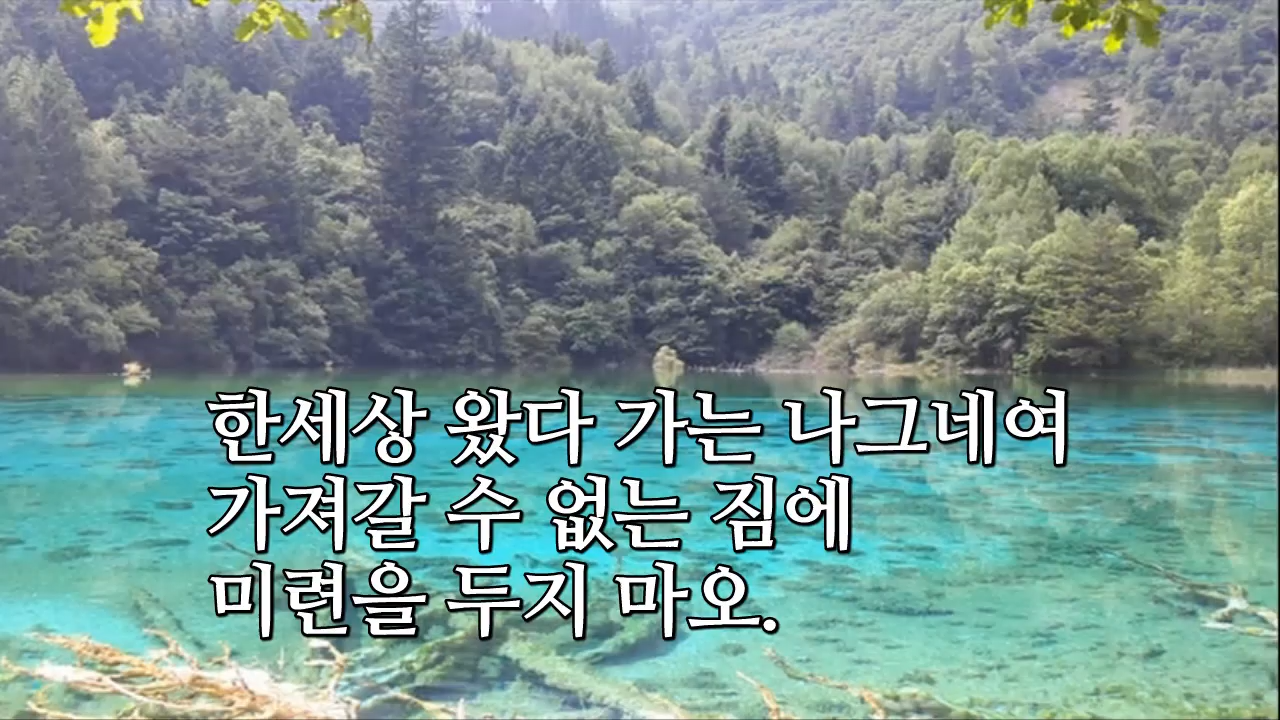 한세상 왔다 가는 나그네여
가져갈 수 없는 짐에
미련을 두지 마오.